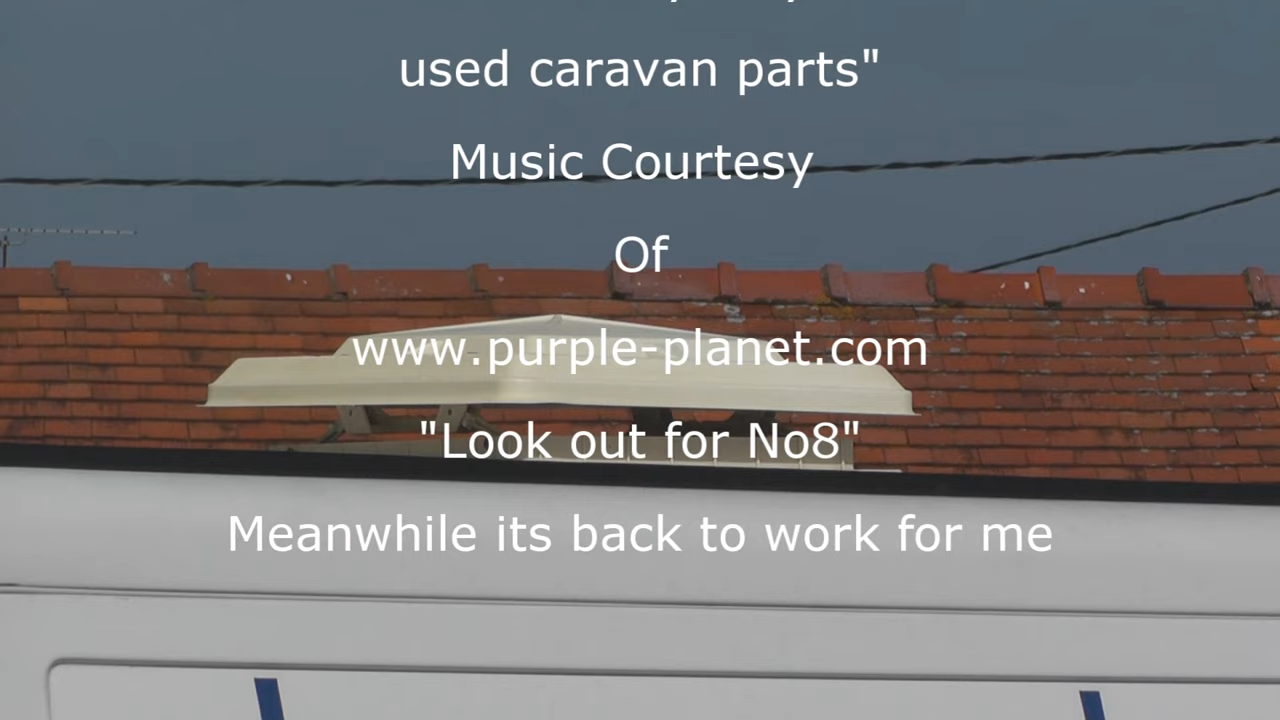 used caravan parts"
Music Courtesy
Of
www.purple-planet.com
"Look out for No8"
Meanwhile its back to work for me